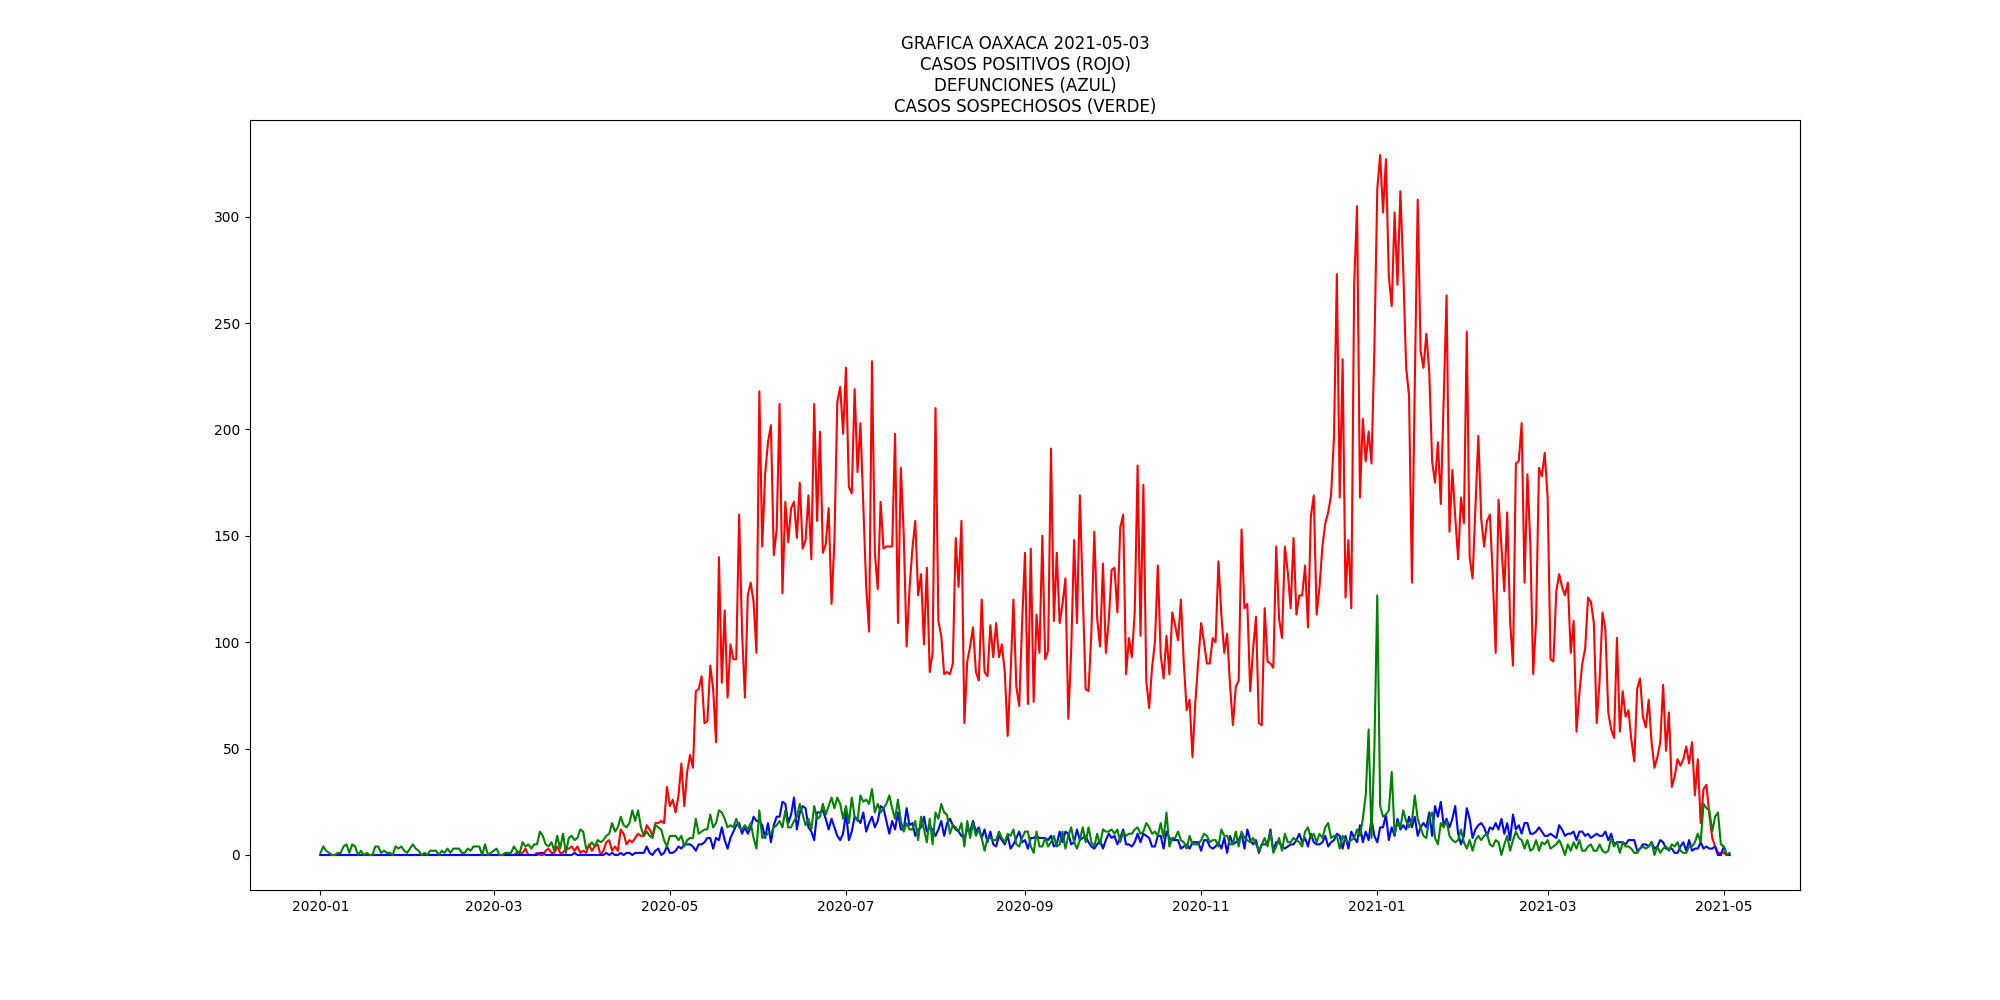 GRAFICA OAXACA 2021-05-03
CASOS POSITIVOS (ROJO)
DEFUNCIONES (AZUL)
CASOS SOSPECHOSOS (VERDE)
300
250
200
150
100
50
0
2020-01 2020-03 2020-05 2020-07 2020-09 2020-11 2021-01 2021-03 2021-05